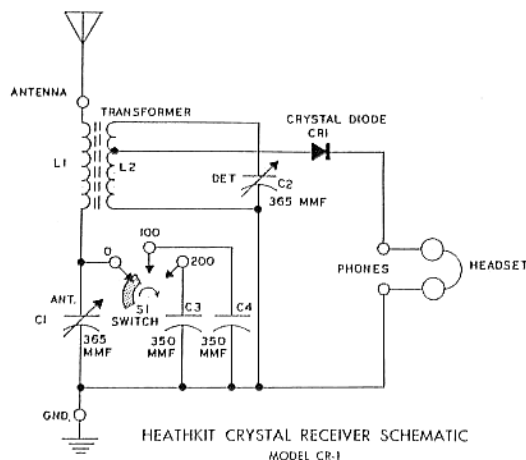 ANTENNA
TRANSFORMER
CRYSTAL DIODE
CR1
L1
L2
DET
C2
365 MMF
0
100
200
PHONES
HEADSET
ANT.
C1
S1
SWITCH
C3
C4
365
MMF
350
MMF
350
MMF
GND.
HEATHKIT CRYSTAL RECEIVER SCHEMATIC
MODEL CR-1